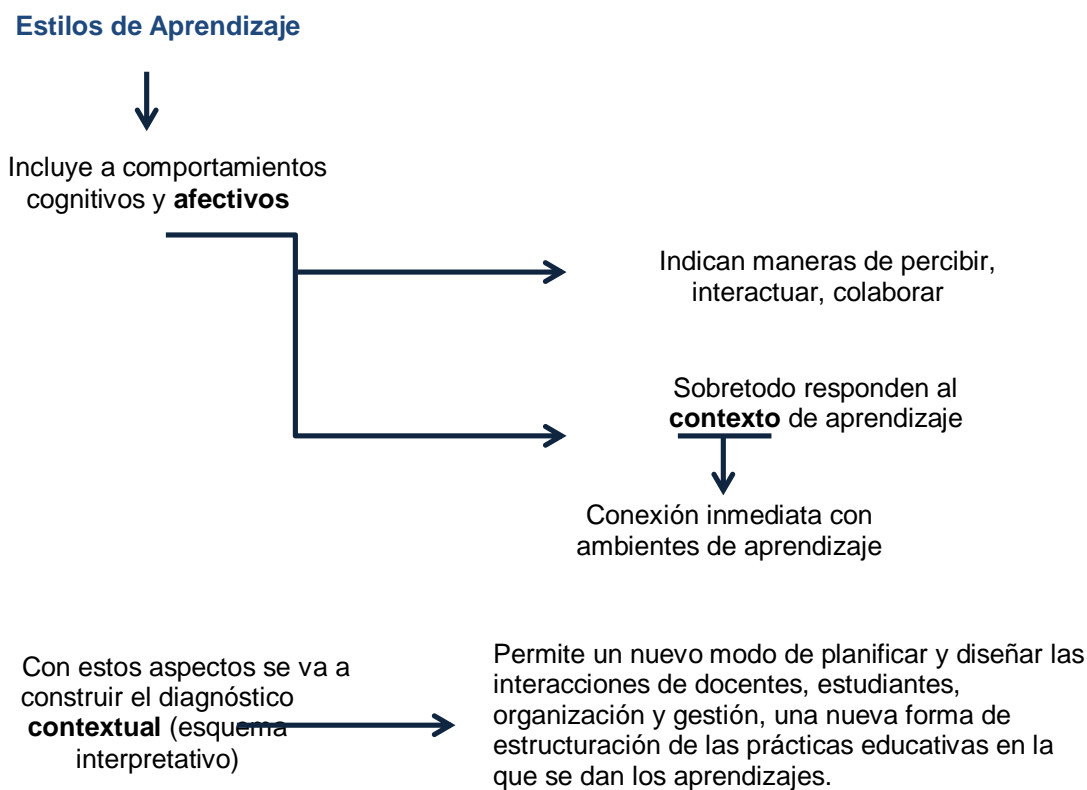 Estilos de Aprendizaje
Incluye a comportamientos
cognitivos y afectivos
Indican maneras de percibir,
interactuar, colaborar
Sobretodo responden al
contexto de aprendizaje
Conexión inmediata con
ambientes de aprendizaje
Con estos aspectos se va a
construir el diagnóstico
contextual (esquema
interpretativo)
Permite un nuevo modo de planificar y diseñar las
interacciones de docentes, estudiantes,
organización y gestión, una nueva forma de
estructuración de las prácticas educativas en la
que se dan los aprendizajes.